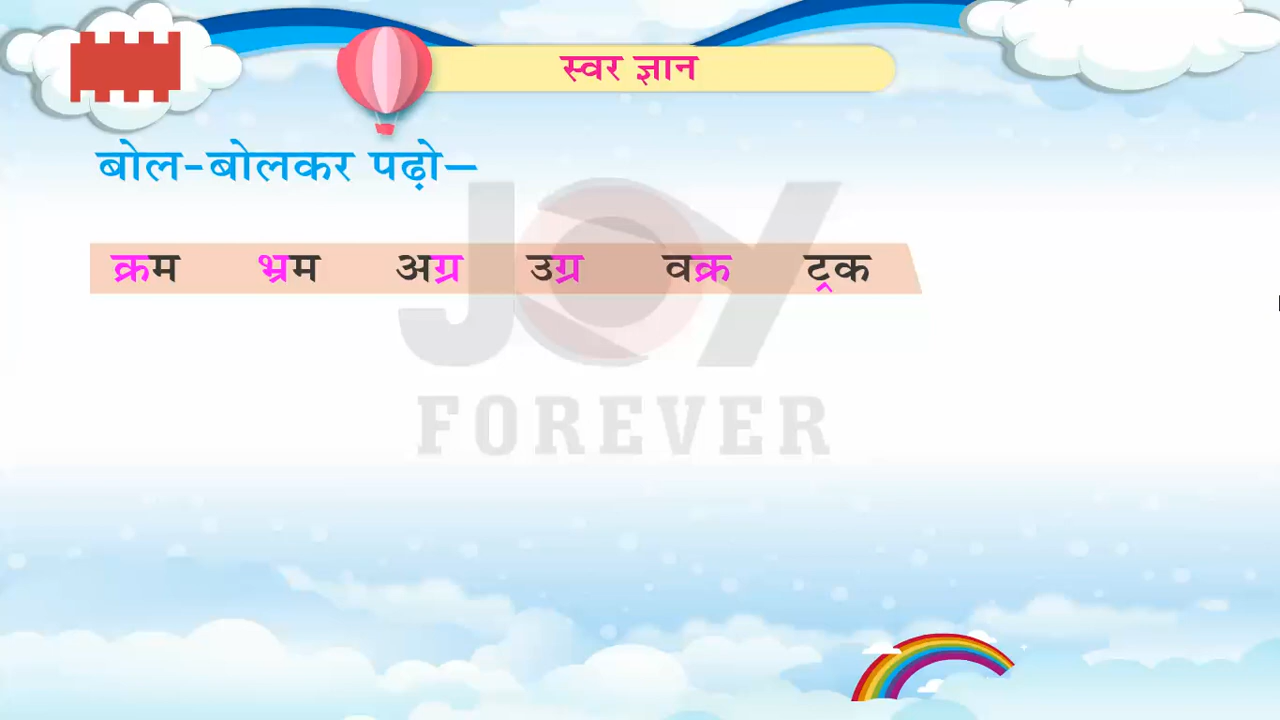 स्वर ज्ञान
बोल-बोलकर पढ़ो—
क्रम भ्रम अग्र उग्र वक्र ट्रक
JOY
FOREVER